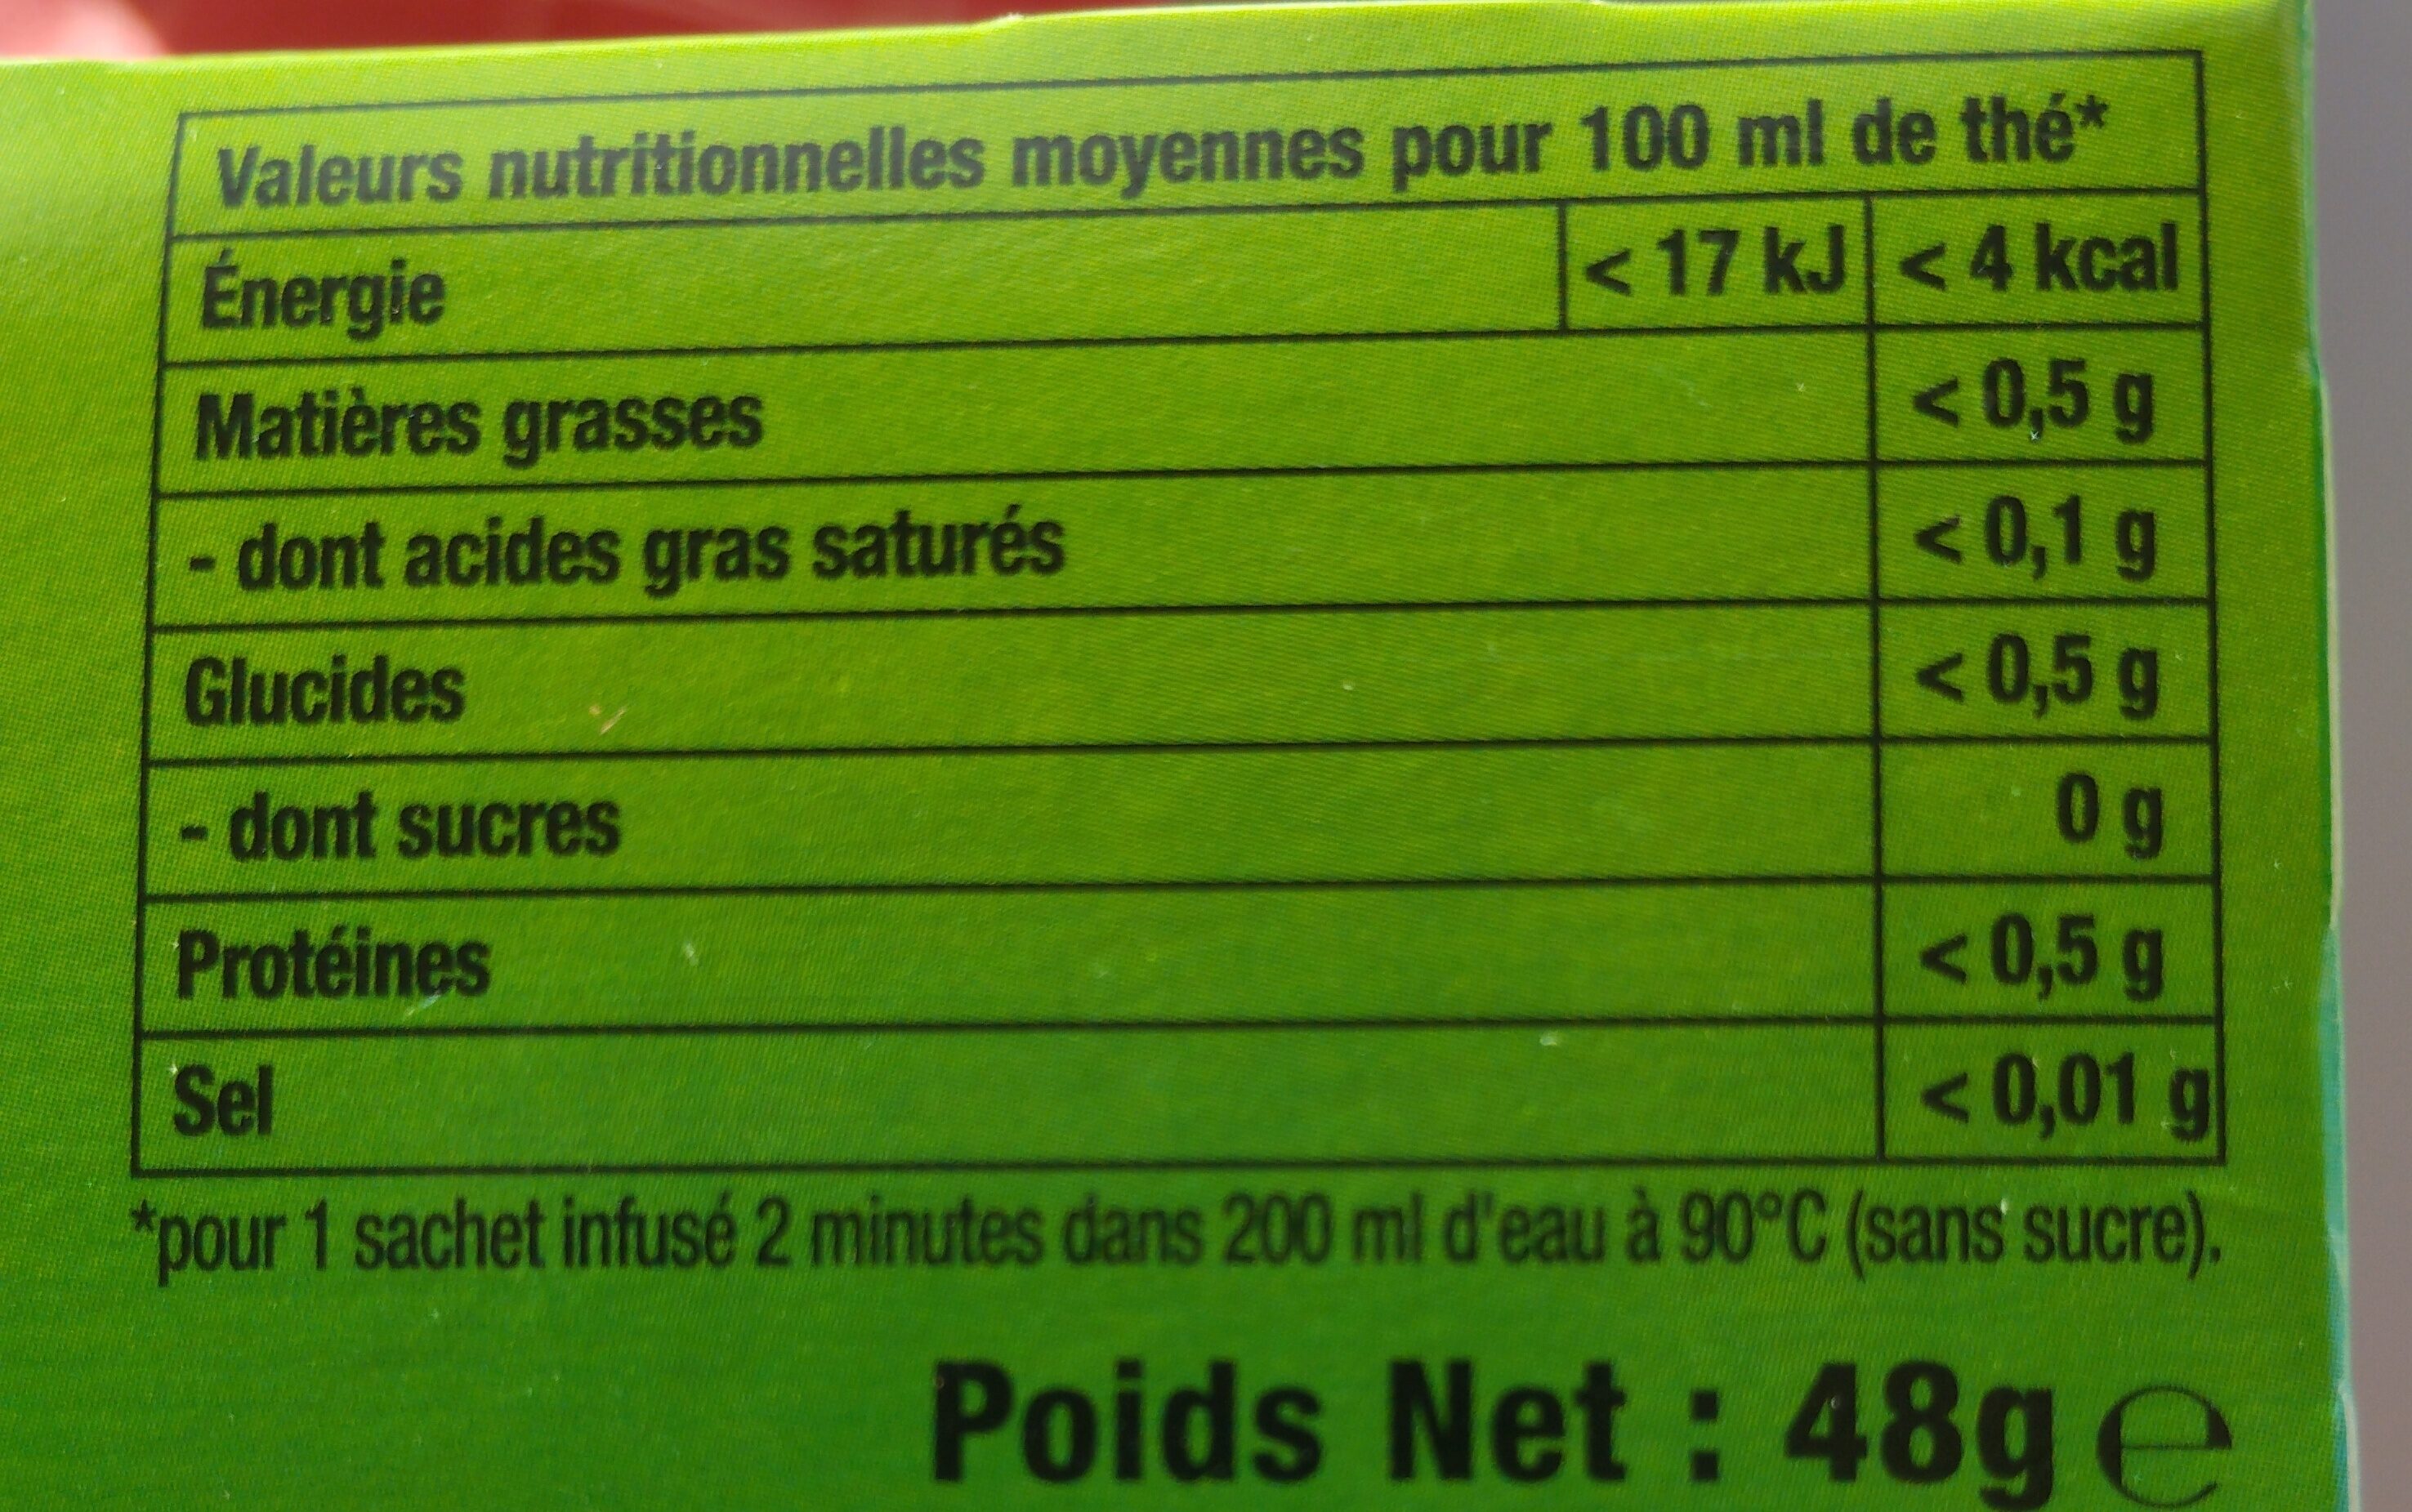 Valeurs nutritionnelles moyennes pour 100 ml de thé*
Énergie < 17 kJ < 4 kcal
Matières grasses < 0,5 g
- dont acides gras saturés < 0,1 g
Glucides < 0,5 g
- dont sucres 0 g
Protéines < 0,5 g
Sel < 0,01 g
*pour 1 sachet infusé 2 minutes dans 200 ml d'eau à 90°C (sans sucre).
Poids Net : 48g ℮